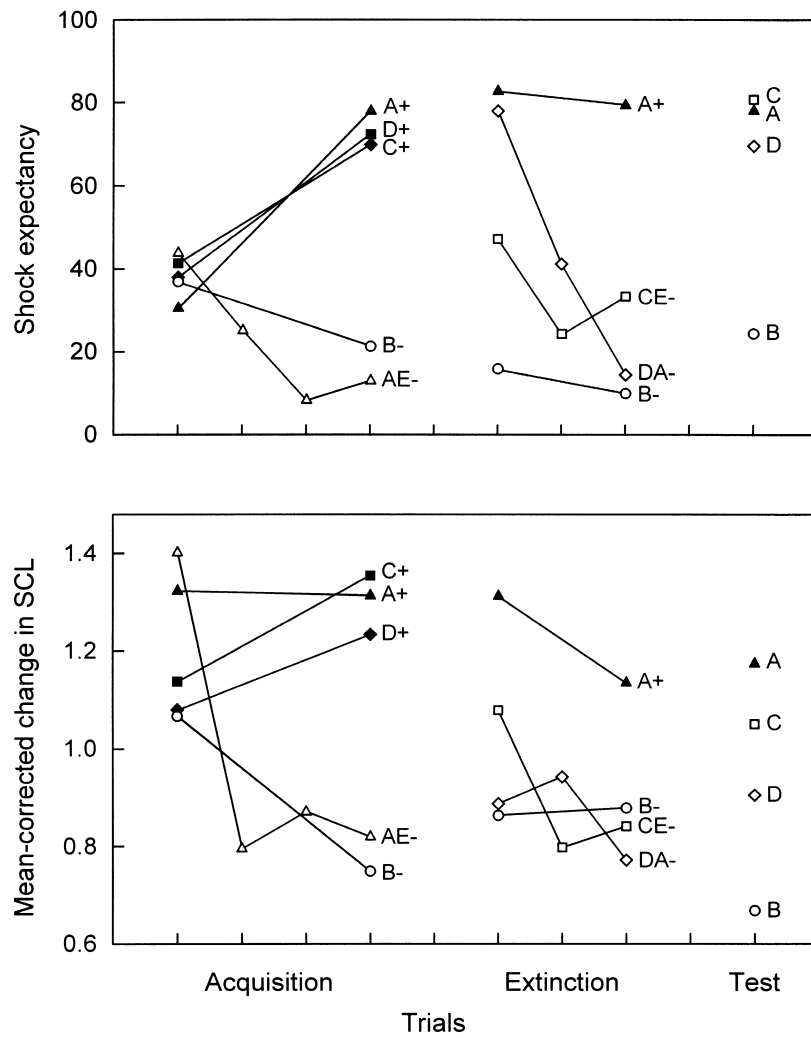 100
80
60
40
20
0
Shock expectancy
A+
D+
C+
B-
AE-
A+
CE-
DA-
B-
C
A
D
B
1.4
1.2
1.0
0.8
0.6
Mean-corrected change in SCL
C+
A+
D+
AE-
B-
A+
B-
CE-
DA-
A
C
D
B
Acquisition Extinction Test
Trials